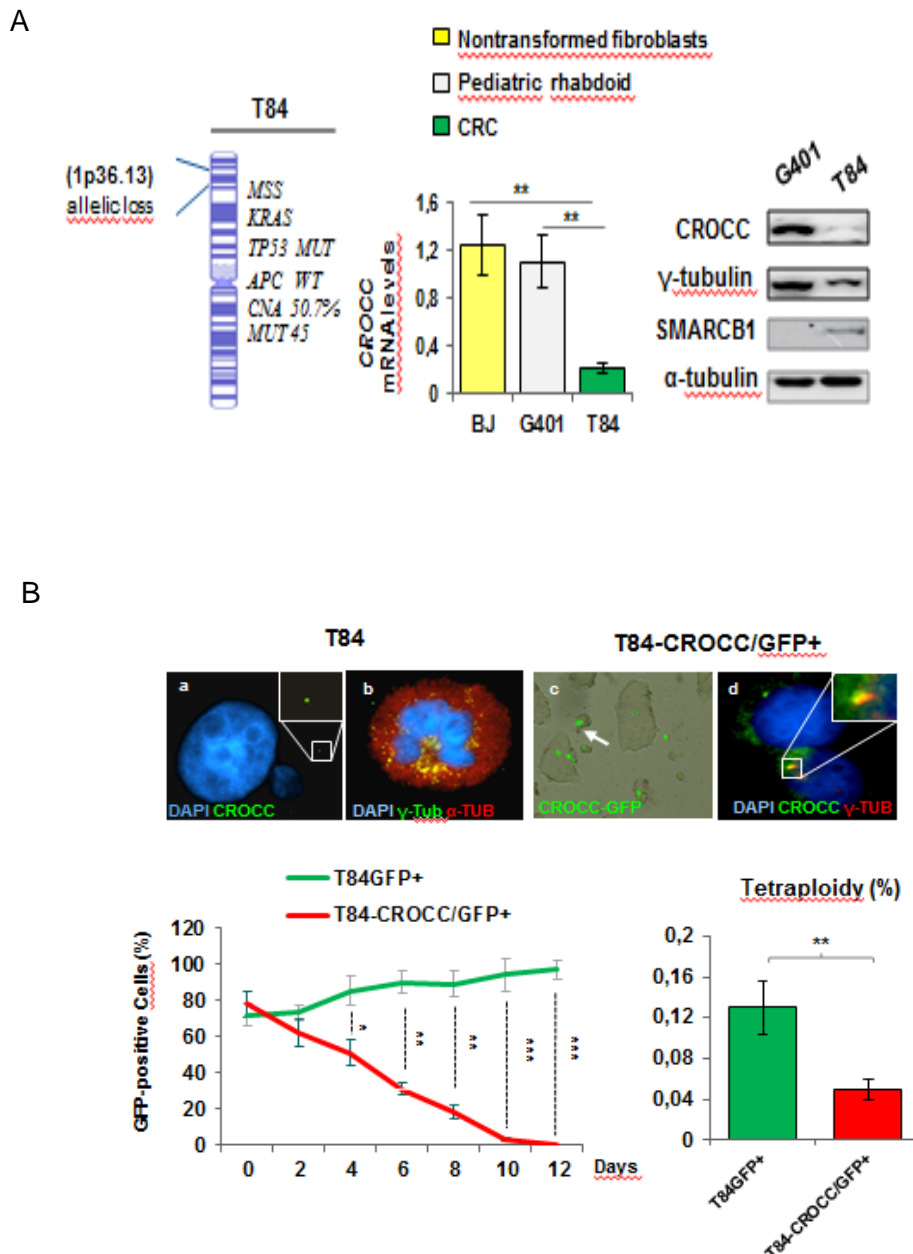 A
Nontransformed fibroblasts
Pediatric rhabdoid
CRC
T84
(1p36.13)
allelic loss
MSS
KRAS
TP53 MUT
APC WT
CNA 50.7%
MUT 45
CROCC
mRNA levels
1,6
1,2
0,8
0,4
0
**
**
BJ G401 T84
G401 T84
CROCC
γ-tubulin
SMARCB1
α-tubulin
B
T84
T84-CROCC/GFP+
a
DAPI CROCC
b
DAPI γ-Tub α-TUB
c
CROCC-GFP
d
DAPI CROCC γ-TUB
T84GFP+
T84-CROCC/GFP+
GFP-positive Cells (%)
120
100
80
60
40
20
0
* ** ** *** ***
0 2 4 6 8 10 12 Days
Tetraploidy (%)
0,2
0,16
0,12
0,08
0,04
0
**
T84GFP+
T84-CROCC/GFP+